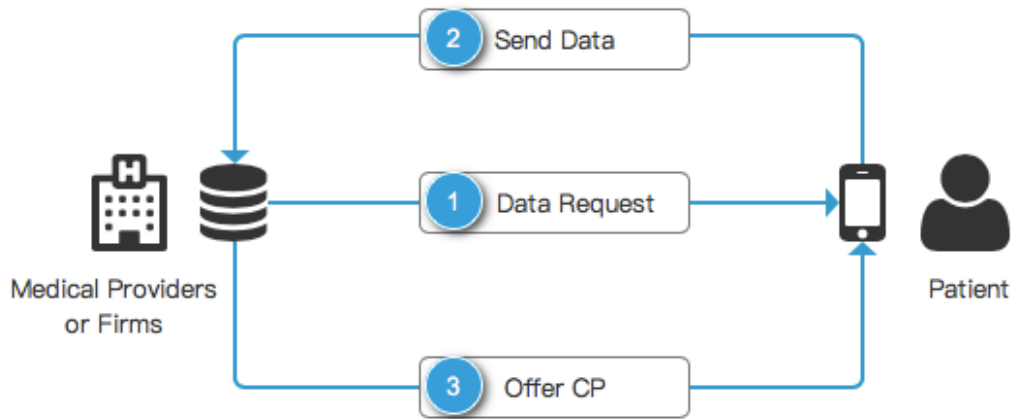 2 Send Data
H
1 Data Request
Medical Providers
or Firms
Patient
3 Offer CP